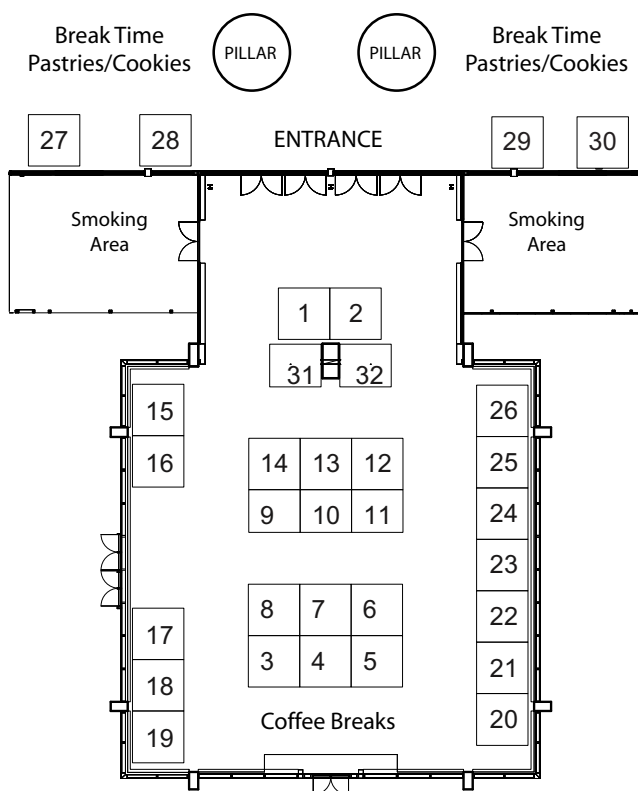 Break Time
Pastries/Cookies
PILLAR
PILLAR
Break Time
Pastries/Cookies
27
28
ENTRANCE
29
30
Smoking
Area
Smoking
Area
1
2
31
32
15
16
14
13
12
9
10
11
26
25
24
23
22
21
20
8
7
6
3
4
5
17
18
19
Coffee Breaks